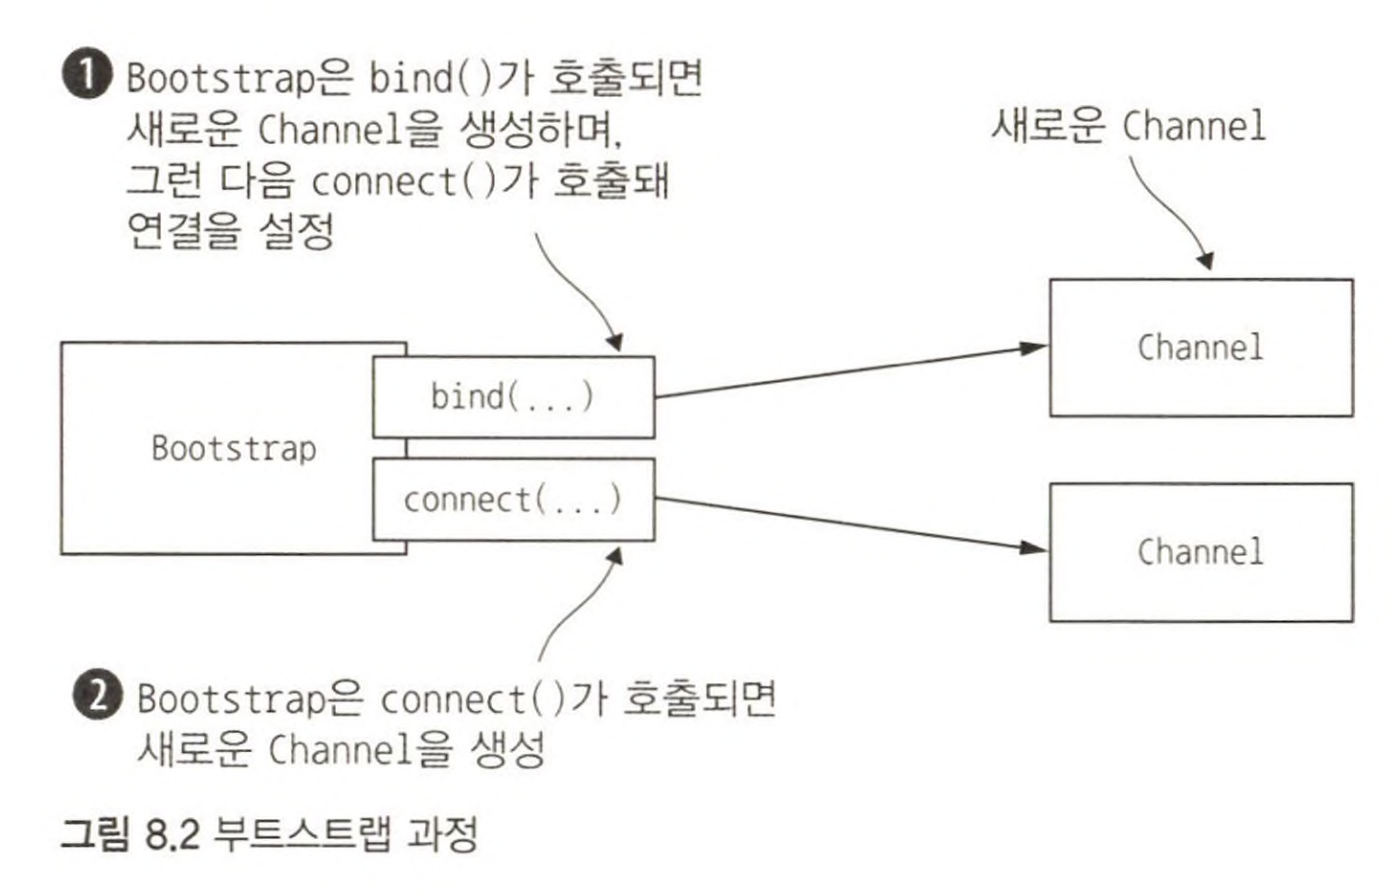 ❶ Bootstrap은 bind()가 호출되면
새로운 Channel을 생성하며,
그런 다음 connect()가 호출돼
연결을 설정
새로운 Channel
Channel
bind(...)
Bootstrap
connect(...)
Channel
❷ Bootstrap은 connect()가 호출되면
새로운 Channel을 생성
그림 8.2 부트스트랩 과정